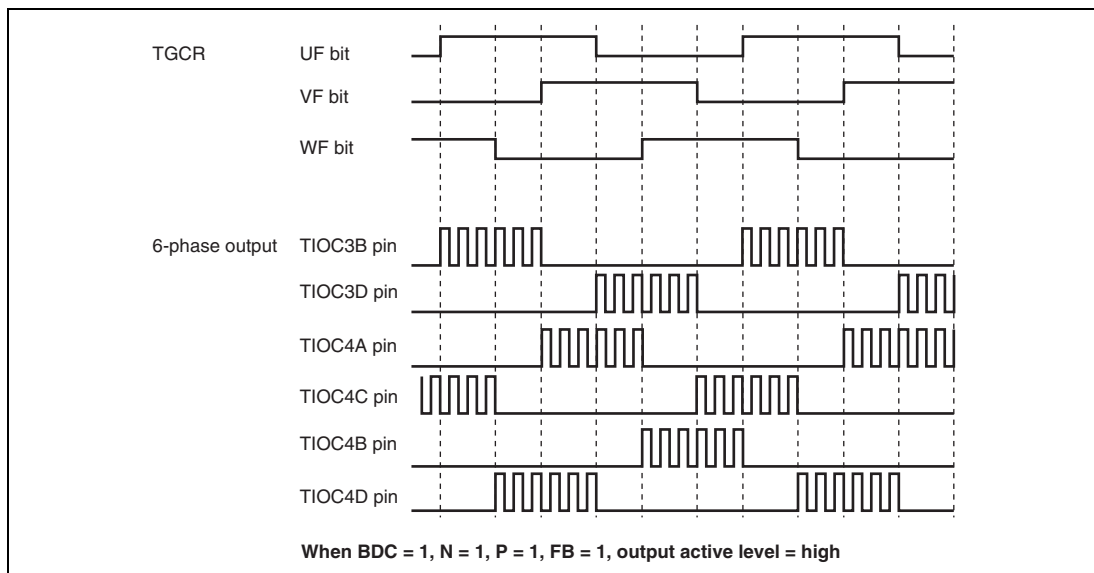 TGCR UF bit
VF bit
WF bit
6-phase output TIOC3B pin
TIOC3D pin
TIOC4A pin
TIOC4C pin
TIOC4B pin
TIOC4D pin
When BDC = 1, N = 1, P = 1, FB = 1, output active level = high